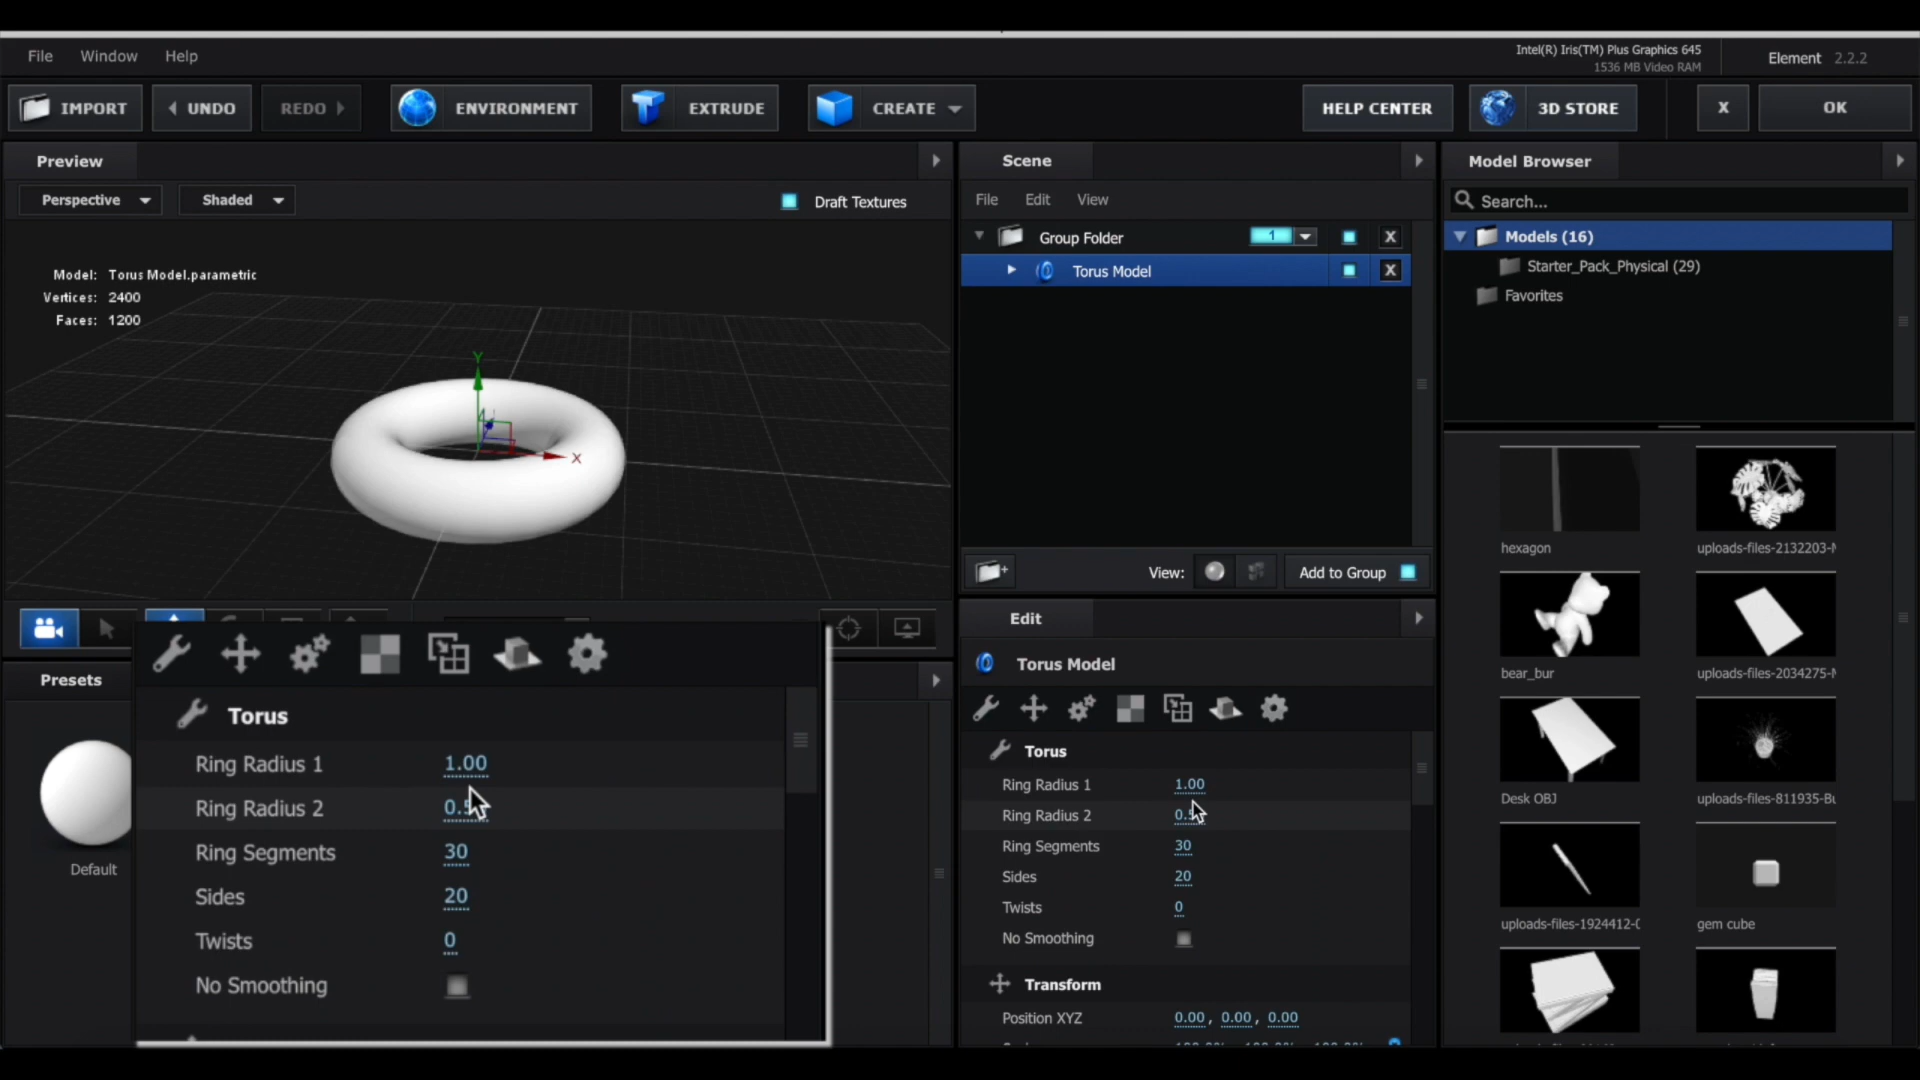 File Window Help
Intel(R) Iris(TM) Plus Graphics 645
1536 MB Video RAM
Element 2.2.2
IMPORT UNDO REDO ENVIRONMENT EXTRUDE CREATE HELP CENTER 3D STORE X OK
Preview
Perspective Shaded Draft Textures
Model: Torus Model.parametric
Vertices: 2400
Faces: 1200
Y
X
Scene
File Edit View
Group Folder 1 X
Torus Model X
View: Add to Group
Model Browser
Search...
Models (16)
Starter_Pack_Physical (29)
Favorites
hexagon uploads-files-2132203-
bear_bur uploads-files-2034275-
Desk OBJ uploads-files-811935-Bu
uploads-files-1924412- gem cube
Presets
Default
Torus
Ring Radius 1 1.00
Ring Radius 2
Ring Segments 30
Sides 20
Twists 0
No Smoothing
Edit
Torus Model
Torus
Ring Radius 1 1.00
Ring Radius 2
Ring Segments 30
Sides 20
Twists 0
No Smoothing
Transform
Position XYZ 0.00, 0.00, 0.00